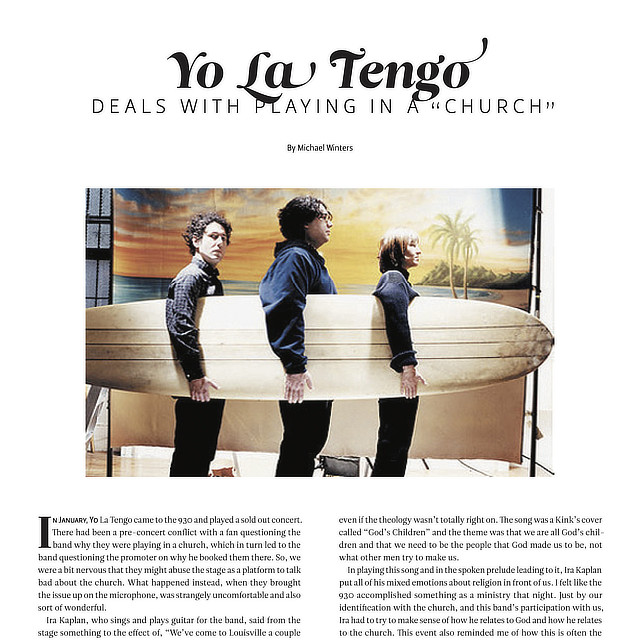 Yo La Tengo
DEALS WITH PLAYING IN A “CHURCH”
By Michael Winters
IN JANUARY, YO La Tengo came to the 930 and played a sold out concert.
There had been a pre-concert conflict with a fan questioning the
band why they were playing in a church, which in turn led to the
band questioning the promoter on why he booked them there. So, we
were a bit nervous that they might abuse the stage as a platform to talk
bad about the church. What happened instead, when they brought
the issue up on the microphone, was strangely uncomfortable and also
sort of wonderful.
Ira Kaplan, who sings and plays guitar for the band, said from the
stage something to the effect of, “We’ve come to Louisville a couple
even if the theology wasn’t totally right on. The song was a Kink’s cover
called “God’s Children” and the theme was that we are all God’s chil-
dren and that we need to be the people that God made us to be, not
what other men try to make us.
In playing this song and in the spoken prelude leading to it, Ira Kaplan
put all of his mixed emotions about religion in front of us. I felt like the
930 accomplished something as a ministry that night. Just by our
identification with the church, and this band’s participation with us,
Ira had to try to make sense of how he relates to God and how he relates
to the church. This event also reminded me of how this is often the